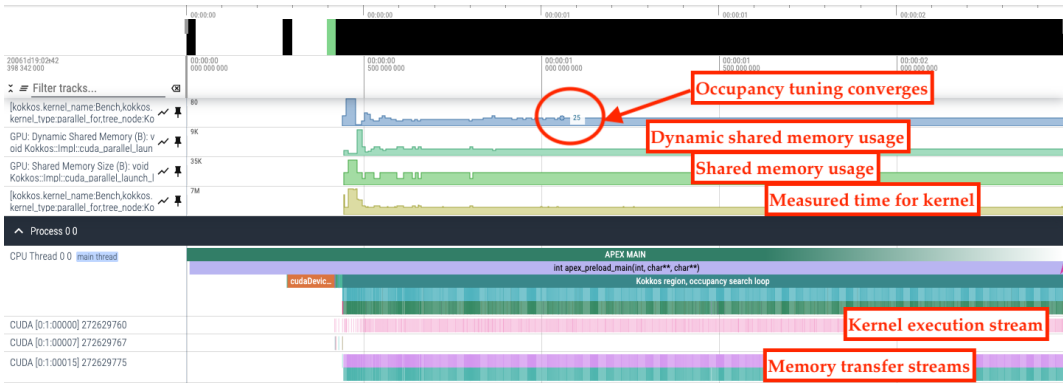 00:00:00
00:00:00
00:00:01
00:00:01
00:00:02
20061d19:02e42
398 342 000
00:00:00
000 000 000
00:00:00
500 000 000
00:00:01
000 000 000
00:00:01
500 000 000
00:00:02
000 000 000
Filter tracks...
Occupancy tuning converges
[kokkos.kernel_name:Bench,kokkos.
kernel_type:parallel_for,tree_node:Ko
80
25
GPU: Dynamic Shared Memory (B): v
oid Kokkos::Impl::cuda_parallel_laun
9K
Dynamic shared memory usage
GPU: Shared Memory Size (B): void
Kokkos::Impl::cuda_parallel_launch_l
35K
Shared memory usage
[kokkos.kernel_name:Bench,kokkos.
kernel_type:parallel_for,tree_node:Ko
7M
Measured time for kernel
Process 0 0
CPU Thread 0 0 main thread
APEX MAIN
int apex_preload_main(int, char**, char**)
cudaDevic...
Kokkos region, occupancy search loop
CUDA [0:1:00000] 272629760
Kernel execution stream
CUDA [0:1:00007] 272629767
CUDA [0:1:00015] 272629775
Memory transfer streams